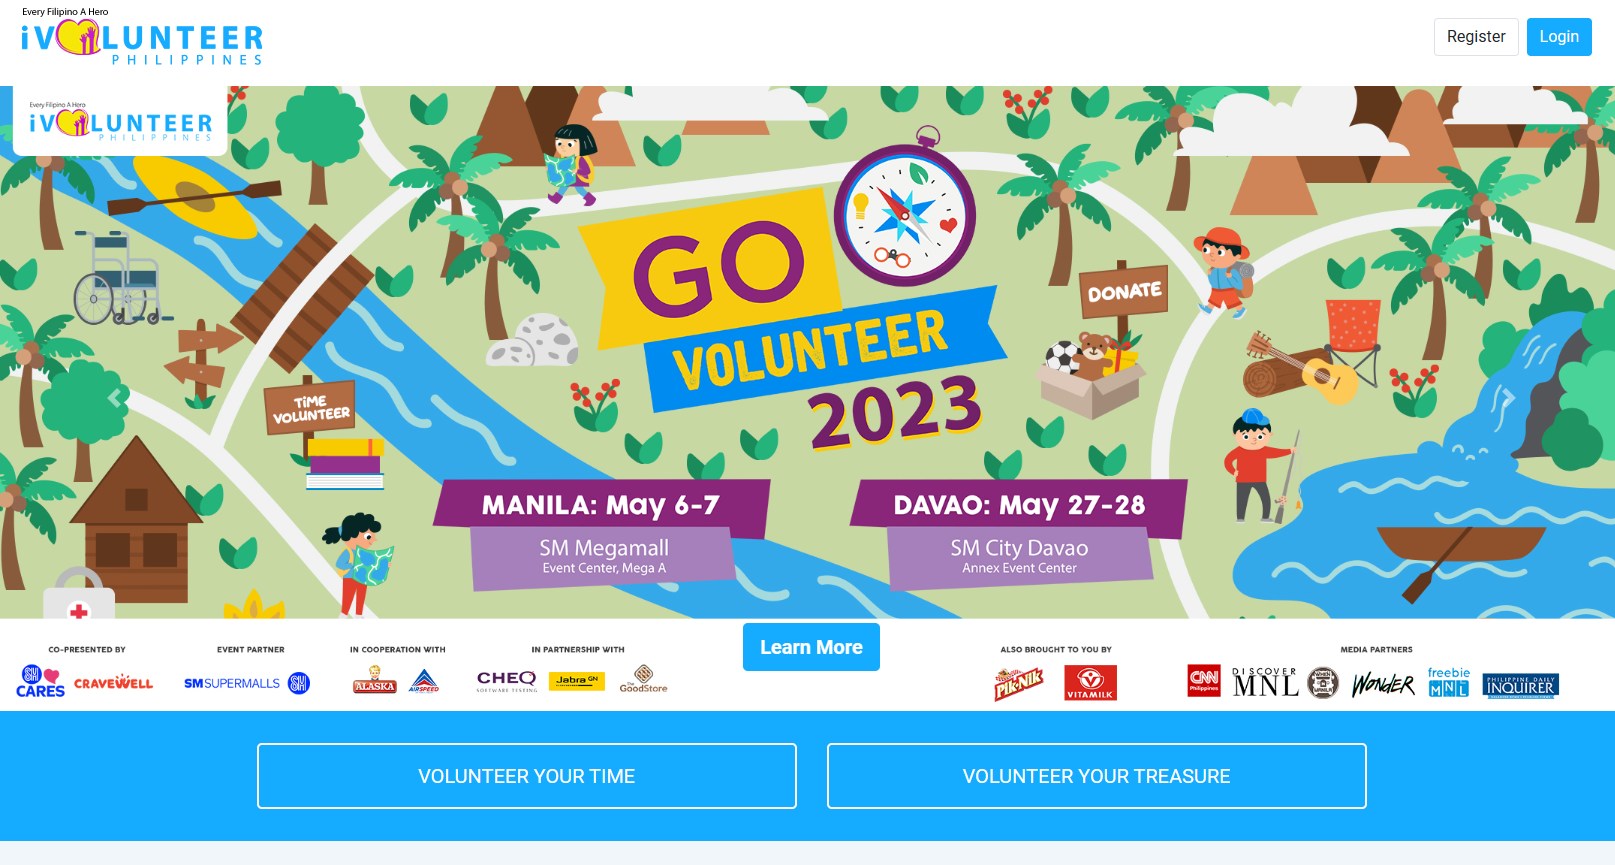 Every Filipino A Hero
iVOLUNTEER
PHILIPPINES
Register
Login
Every Filipino A Hero
iVOLUNTEER
PHILIPPINES
GO
VOLUNTEER
2023
DONATE
TiME
VOLUNTEER
MANILA: May 6-7
SM Megamall
Event Center, Mega A
DAVAO: May 27-28
SM City Davao
Annex Event Center
Learn More
CO-PRESENTED BY
SM
CARES
CRAVEWELL
EVENT PARTNER
SM SUPERMALLS
SM
IN COOPERATION WITH
ALASKA
AIRSPEED
IN PARTNERSHIP WITH
CHEQ
SOFTWARE TESTING
Jabra GN
The
GoodStore
ALSO BROUGHT TO YOU BY
PiK-NiK
VITAMILK
MEDIA PARTNERS
CNN
Philippines
DISCOVER
MNL
WHEN
IN MANILA
WONDER
freebie
MNL
PHILIPPINE DAILY
INQUIRER
VOLUNTEER YOUR TIME
VOLUNTEER YOUR TREASURE